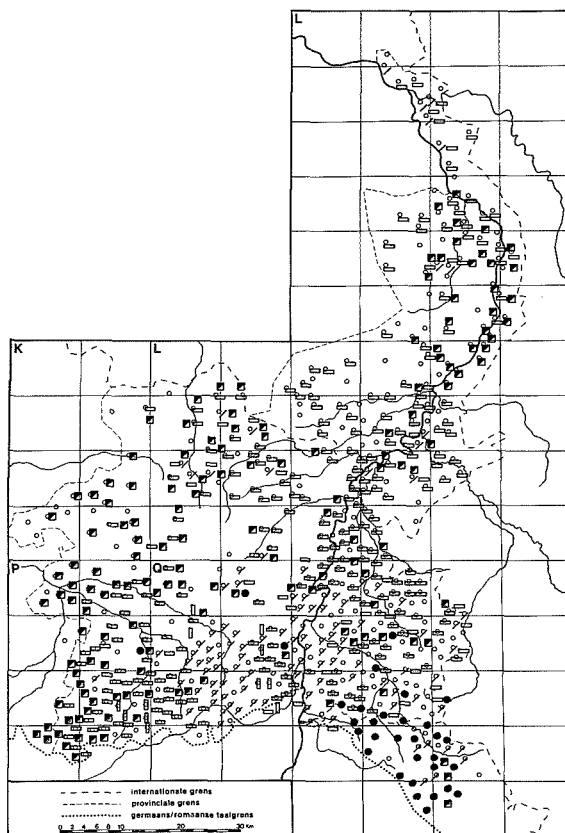 L
K L
P Q
internationale grens
provinciale grens
germaans/romaanse taalgrens
0 2 4 6 8 10 20 30 km